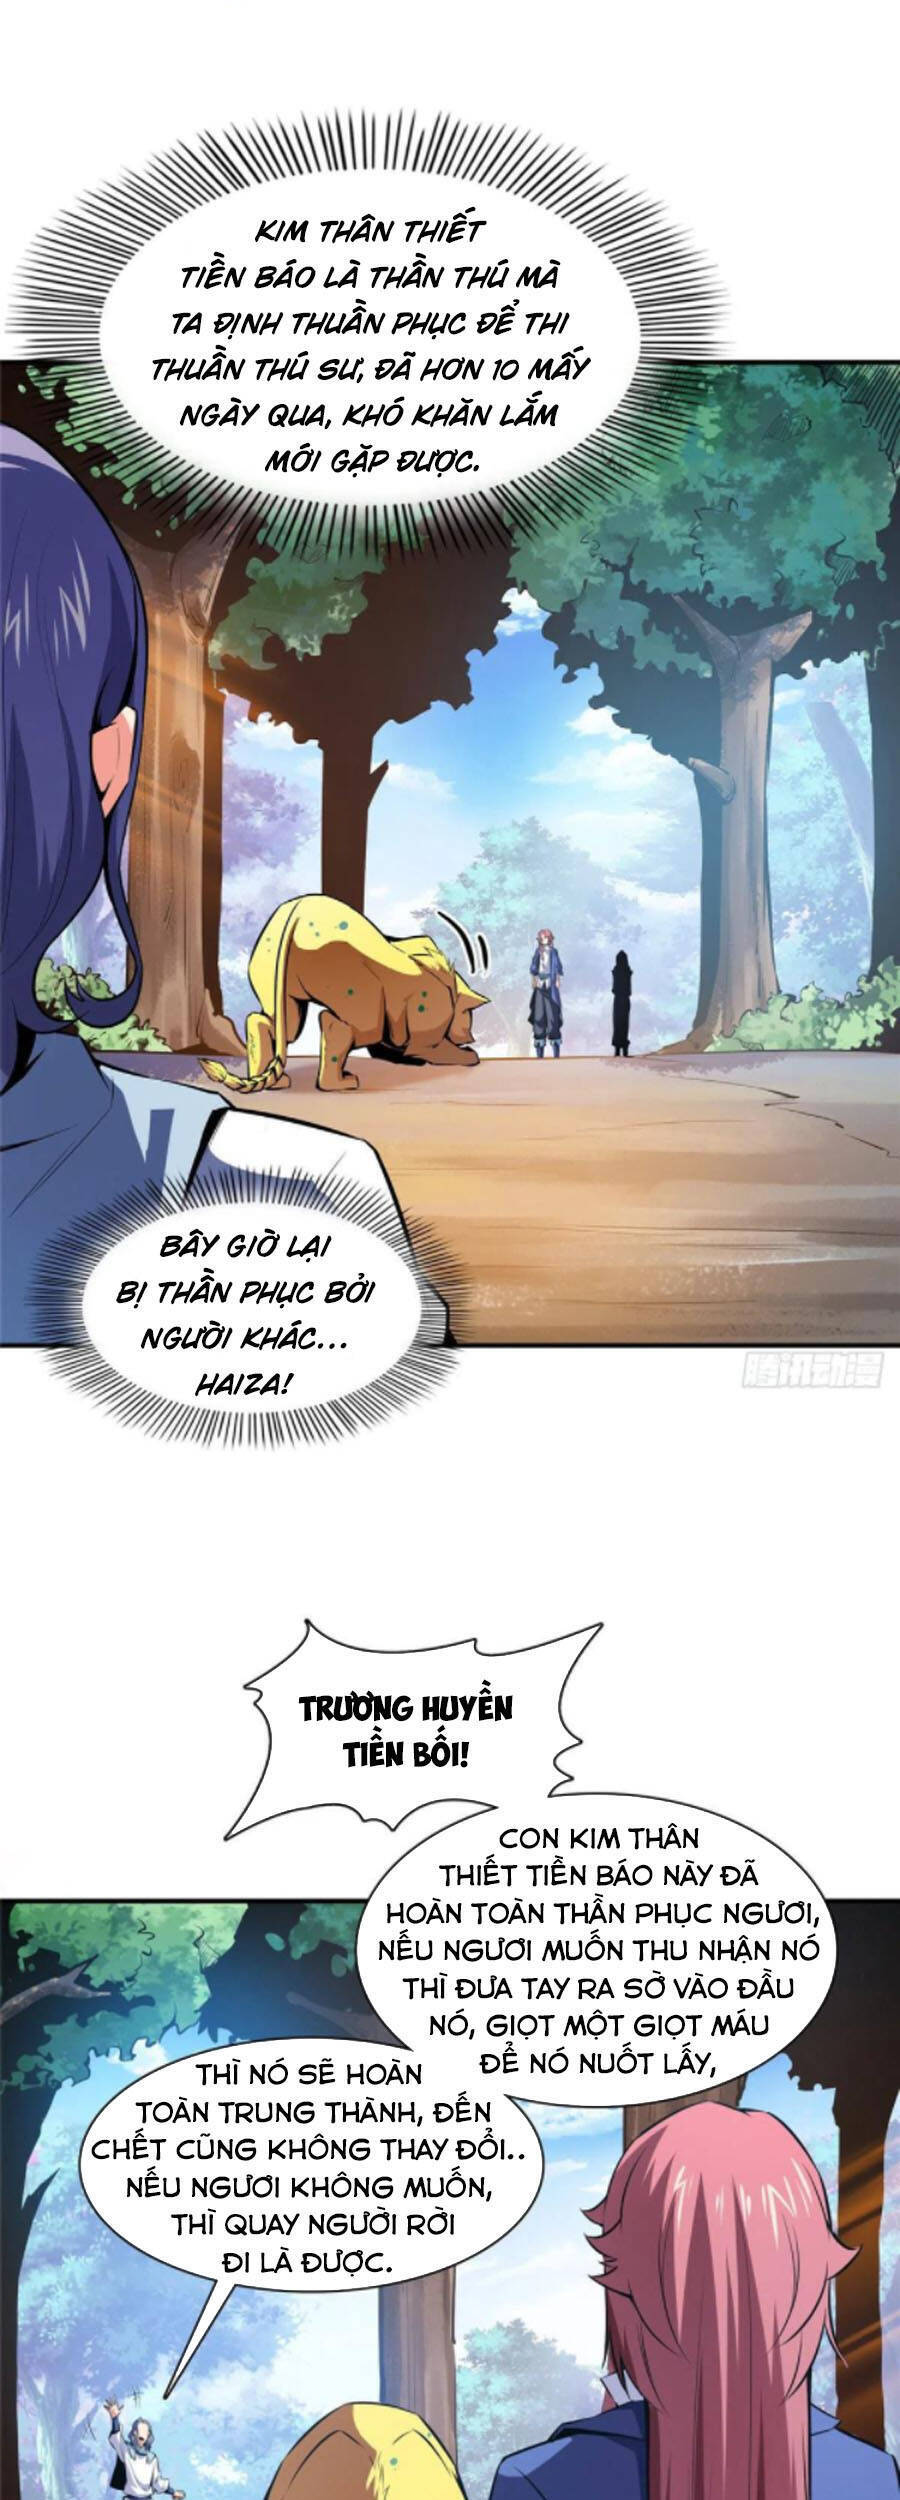 KIM THÂN THIẾT
TIỀN BÁO LÀ THẦN THÚ MÀ
TA ĐỊNH THUẦN PHỤC ĐỂ THI
THUẦN THÚ SƯ, ĐÃ HƠN 10 MẤY
NGÀY QUA, KHÓ KHĂN LẮM
MỚI GẶP ĐƯỢC.
BÂY GIỜ LẠI
BỊ THẦN PHỤC BỞI
NGƯỜI KHÁC...
HAIZA!
腾讯动漫
TRƯƠNG HUYỀN
TIỀN BỐI!
CON KIM THÂN
THIẾT TIỀN BÁO NÀY ĐÃ
HOÀN TOÀN THẦN PHỤC NGƯƠI,
NẾU NGƯƠI MUỐN THU NHẬN NÓ
THÌ ĐƯA TAY RA SỜ VÀO ĐẦU
NÓ, GIỌT MỘT GIỌT MÁU
ĐỂ NÓ NUỐT LẤY,
THÌ NÓ SẼ HOÀN
TOÀN TRUNG THÀNH, ĐẾN
CHẾT CŨNG KHÔNG THAY ĐỔI..
NẾU NGƯƠI KHÔNG MUỐN,
THÌ QUAY NGƯỜI RỜI
ĐI LÀ ĐƯỢC.